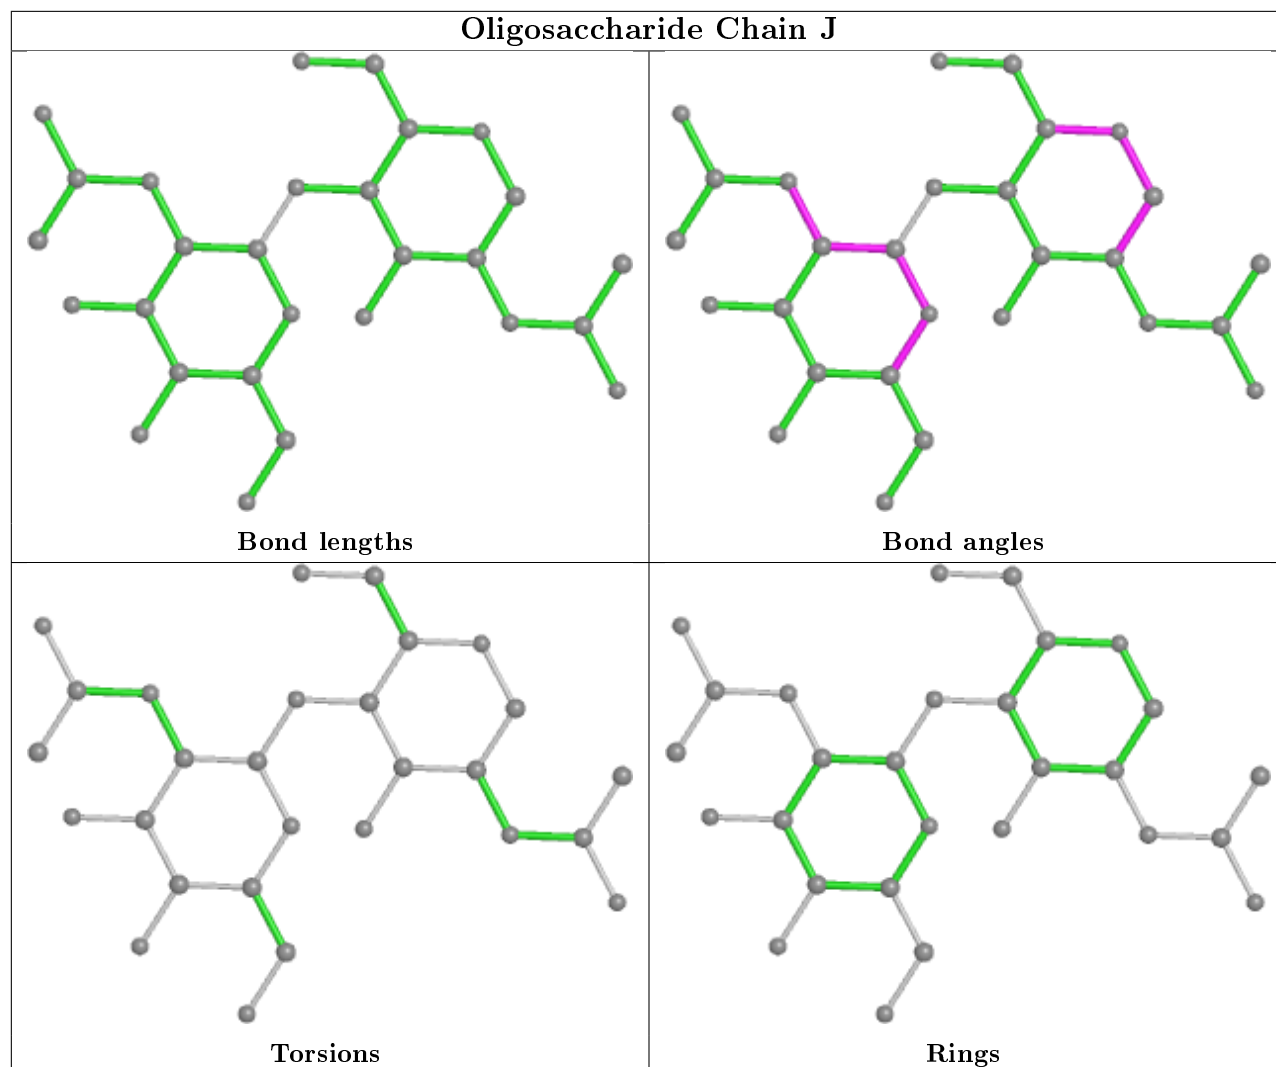 Oligosaccharide Chain J
Bond lengths
Bond angles
Torsions
Rings